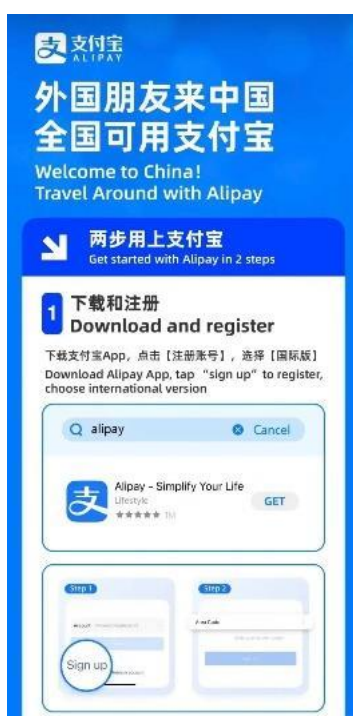 支付宝
ALIPAY
外国朋友来中国
全国可用支付宝
Welcome to China!
Travel Around with Alipay
两步用上支付宝
Get started with Alipay in 2 steps
1
下载和注册
Download and register
下载支付宝App，点击【注册账号】，选择【国际版】
Download Alipay App, tap “sign up” to register,
choose international version
alipay
Cancel
Alipay - Simplify Your Life
Lifestyle
GET
★★★★★ 1M
支
Step 1
Step 2
Area Code
Sign up